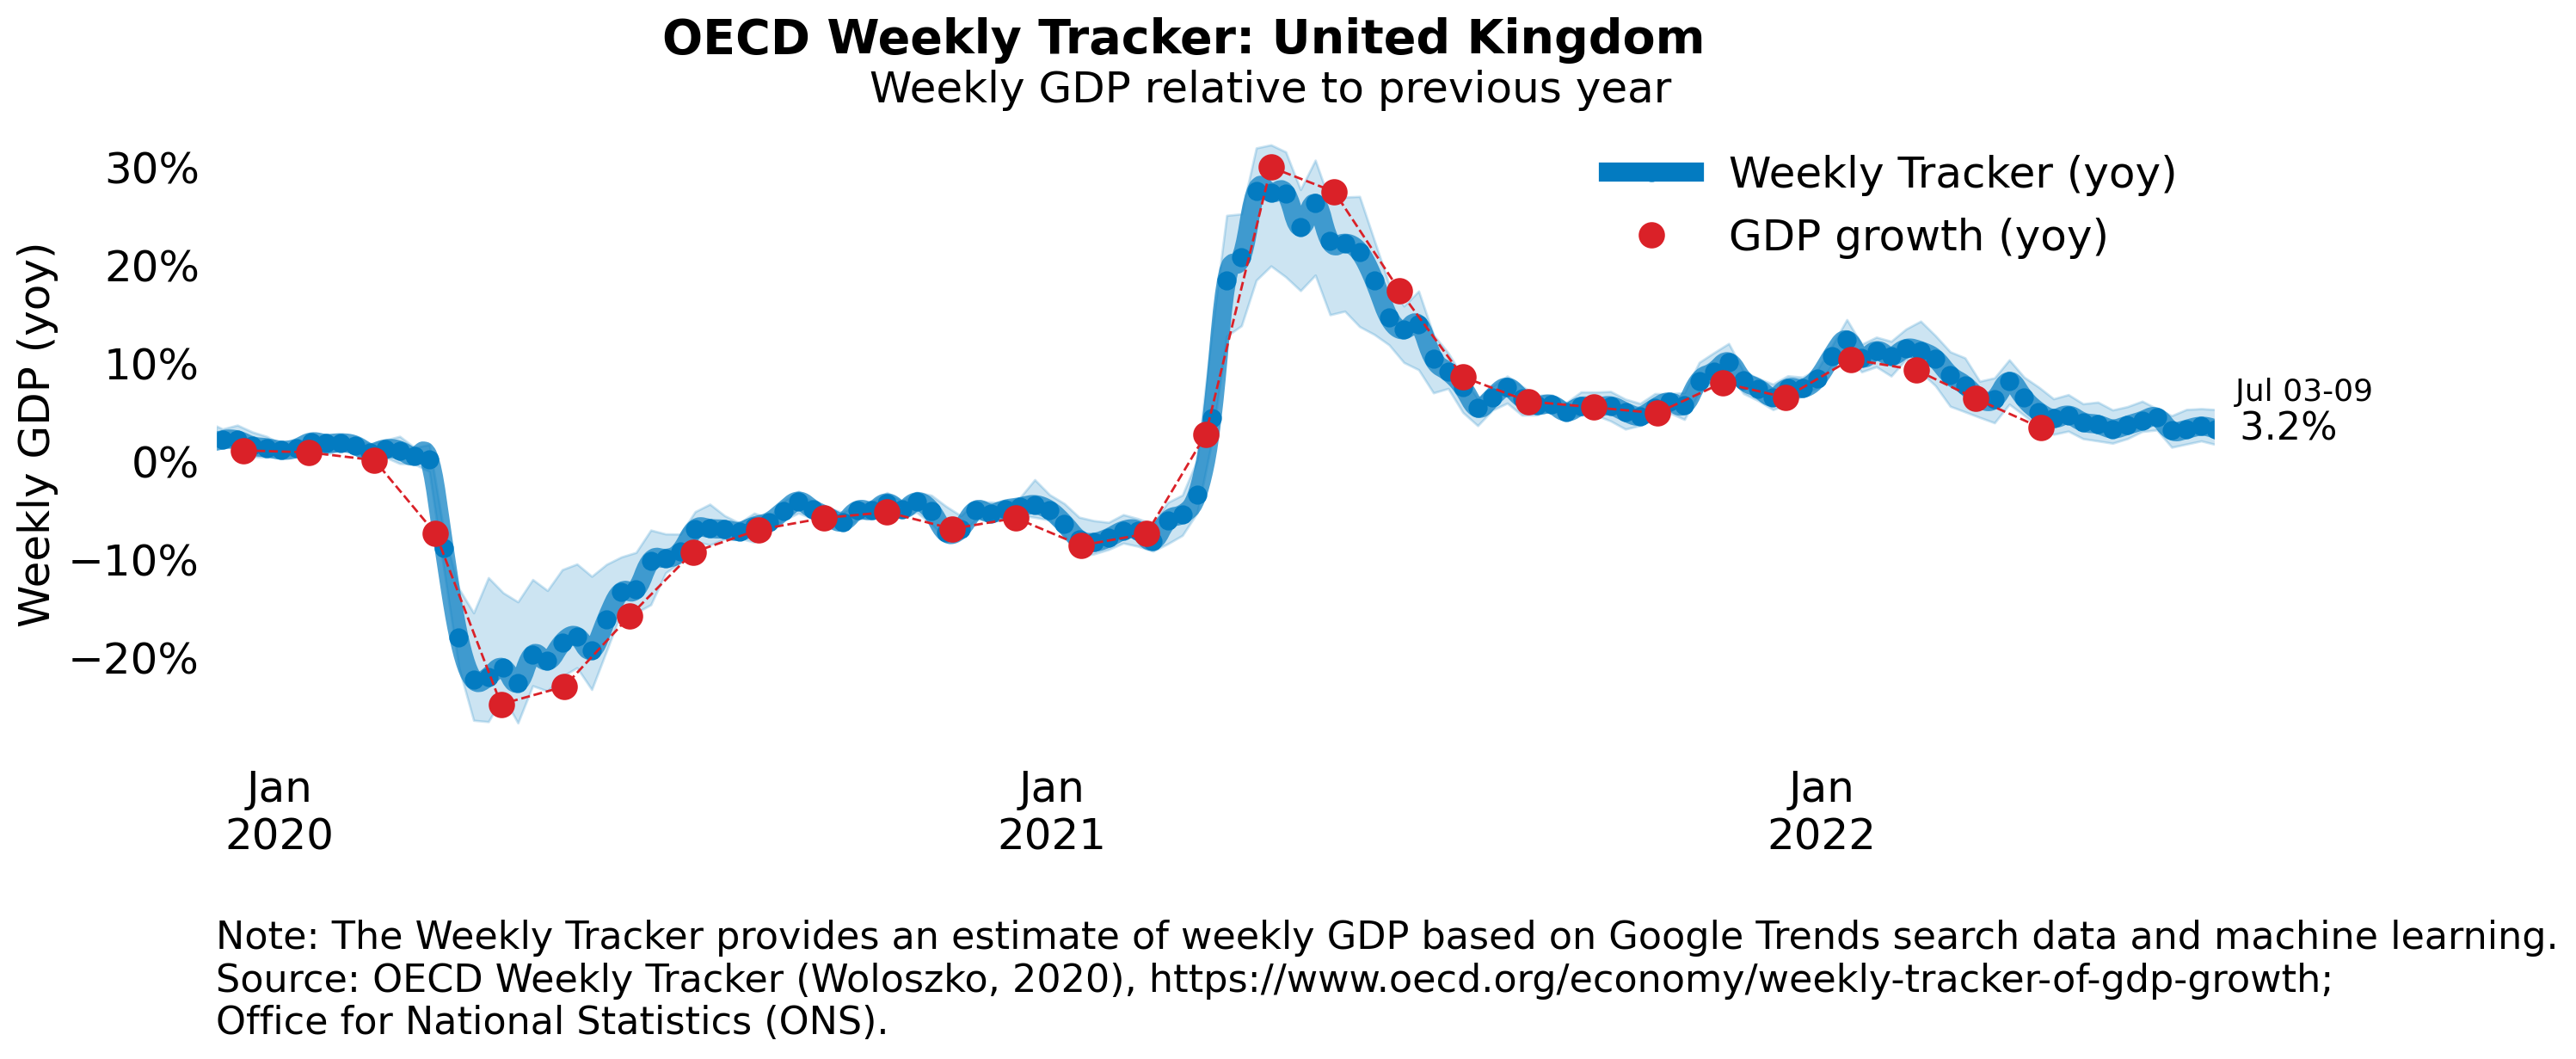 OECD Weekly Tracker: United Kingdom
Weekly GDP relative to previous year
Weekly GDP (yoy)
30%
20%
10%
0%
−10%
−20%
Weekly Tracker (yoy)
GDP growth (yoy)
Jul 03-09
3.2%
Jan
2020
Jan
2021
Jan
2022
Note: The Weekly Tracker provides an estimate of weekly GDP based on Google Trends search data and machine learning.
Source: OECD Weekly Tracker (Woloszko, 2020), https://www.oecd.org/economy/weekly-tracker-of-gdp-growth;
Office for National Statistics (ONS).